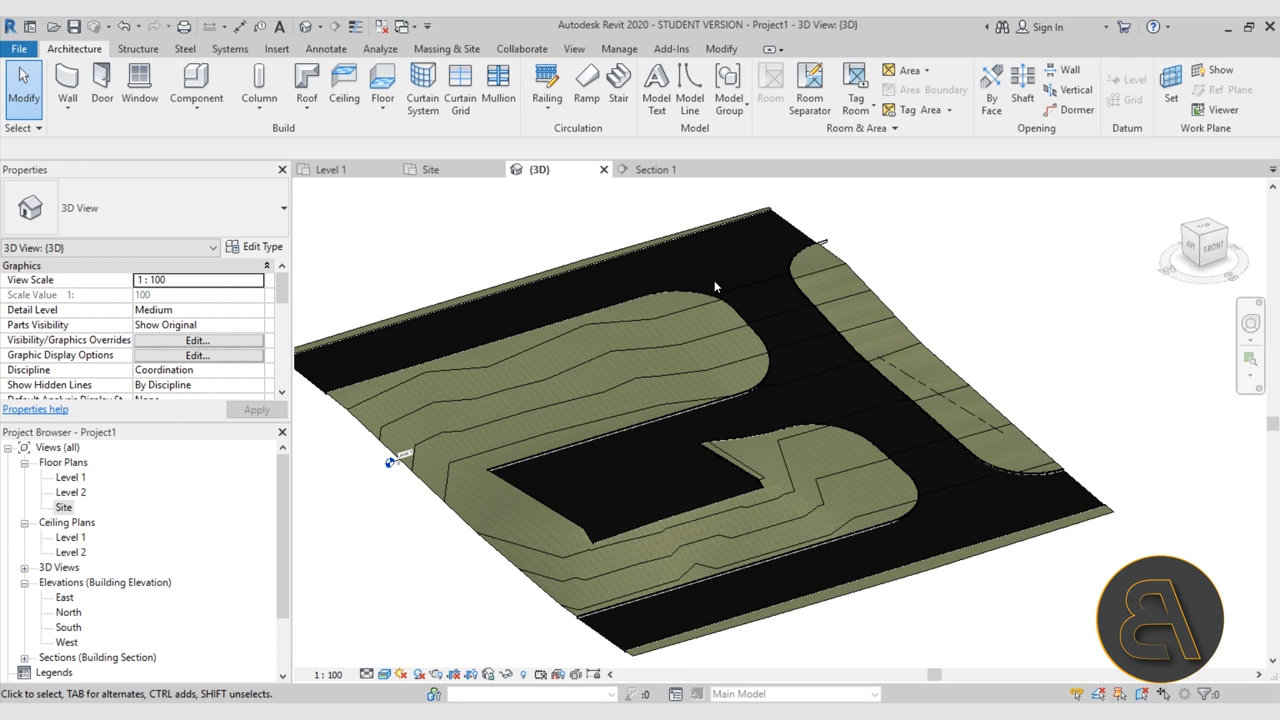 Autodesk Revit 2020 - STUDENT VERSION - Project1 - 3D View: {3D}
Sign In
File Architecture Structure Steel Systems Insert Annotate Analyze Massing & Site Collaborate View Manage Add-Ins Modify
Modify Wall Door Window Component Column Roof Ceiling Floor Curtain System Curtain Grid Mullion Railing Ramp Stair Model Text Model Line Model Group Room Room Separator Tag Room Area Area Boundary Tag Area By Face Shaft Wall Vertical Dormer Level Grid Set Show Ref Plane Viewer
Select Build Circulation Model Room & Area Opening Datum Work Plane
Properties
Level 1 Site {3D} Section 1
3D View
3D View: {3D} Edit Type
Graphics
View Scale 1 : 100
Scale Value 1: 100
Detail Level Medium
Parts Visibility Show Original
Visibility/Graphics Overrides Edit...
Graphic Display Options Edit...
Discipline Coordination
Show Hidden Lines By Discipline
Properties help Apply
Project Browser - Project1
Views (all)
Floor Plans
Level 1
Level 2
Site
Ceiling Plans
Level 1
Level 2
3D Views
Elevations (Building Elevation)
East
North
South
West
Sections (Building Section)
Legends
FRONT
1 : 100
Click to select, TAB for alternates, CTRL adds, SHIFT unselects.
:0
Main Model
:0